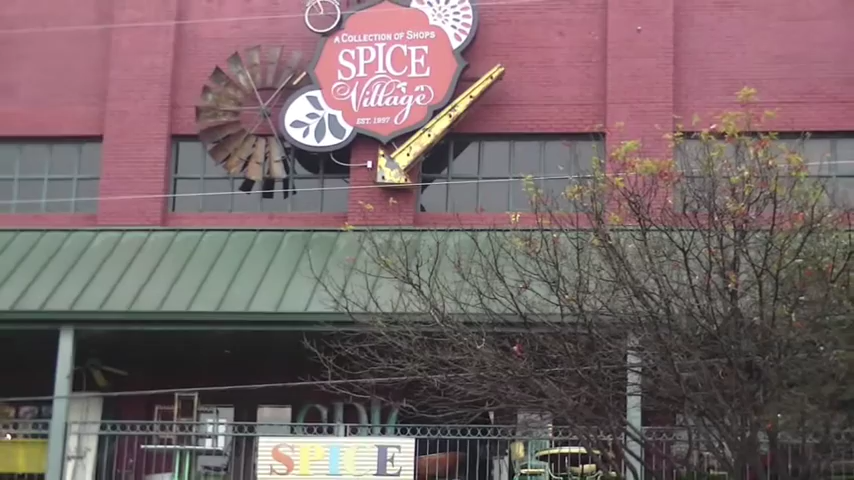 A COLLECTION OF SHOPS
SPICE
Village
EST. 1997
SPICE